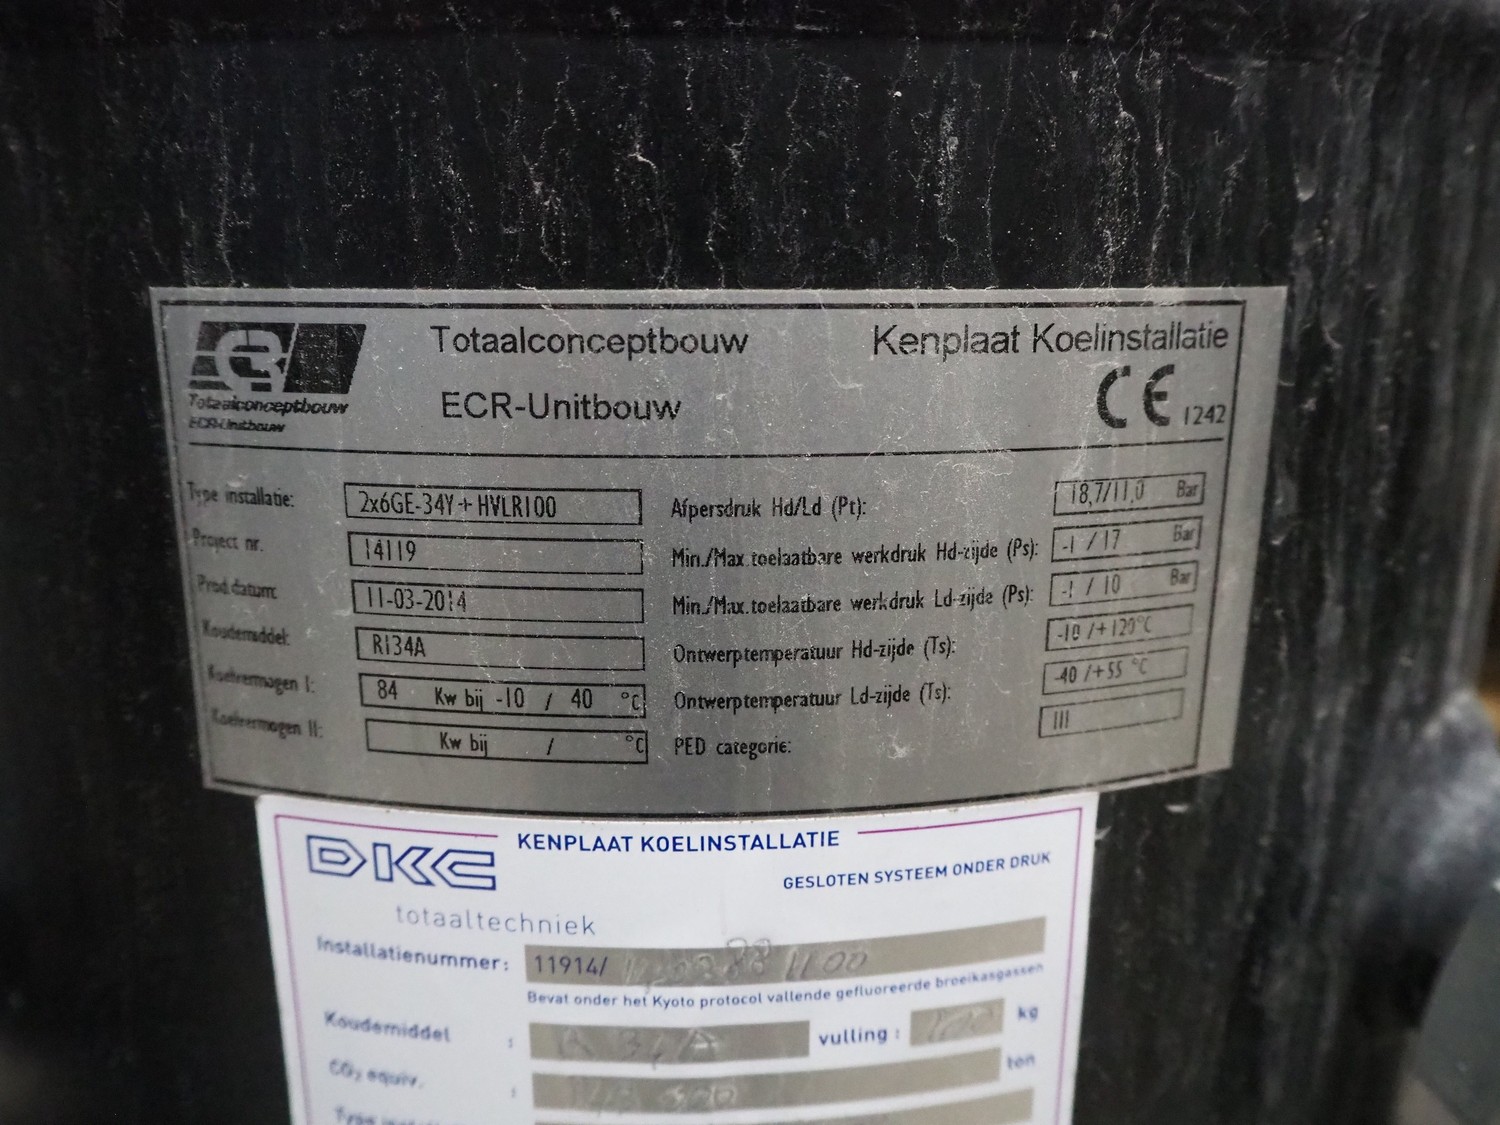 Totaalconceptbouw
ECR-Unitbouw
Totaalconceptbouw
ECR-Unitbouw
Kenplaat Koelinstallatie
CE 1242
Type installatie: 2x6GE-34Y+HVLR100
Project nr. 14119
Prod datum: 11-03-2014
Koudemiddel: R134A
Koelvermogen I: 84 Kw bij -10 / 40 °C
Koelvermogen II: Kw bij / °C
Afpersdruk Hd/Ld (Pt): 18,7/11,0 Bar
Min./Max.toelaatbare werkdruk Hd-zijde (Ps): -1 / 17 Bar
Min./Max.toelaatbare werkdruk Ld-zijde (Ps): -1 / 10 Bar
Ontwerptemperatuur Hd-zijde (Ts): -10 /+120°C
Ontwerptemperatuur Ld-zijde (Ts): -40 /+55 °C
PED categorie: III
DKC
totaaltechniek
KENPLAAT KOELINSTALLATIE
GESLOTEN SYSTEEM ONDER DRUK
Installatienummer: 11914/
Bevat onder het Kyoto protocol vallende gefluoreerde broeikasgassen
Koudemiddel : vulling : kg
CO₂ equiv. : ton